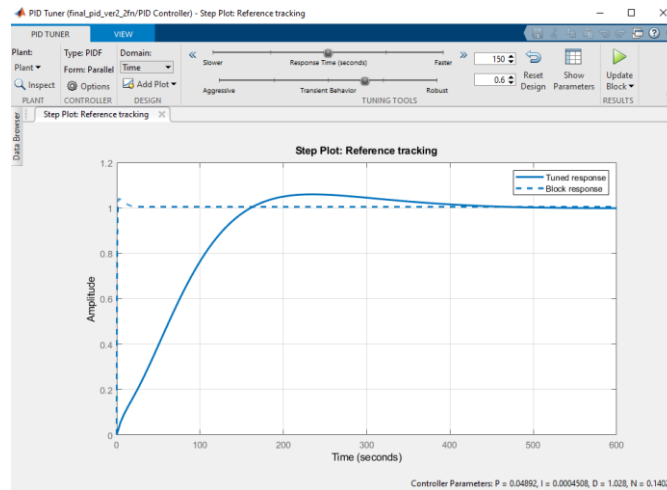 PID Tuner (final_pid_ver2_2fn/PID Controller) - Step Plot: Reference tracking
PID TUNER VIEW
Plant: Type: PIDF Domain:
Plant Form: Parallel Time
Inspect Options Add Plot
PLANT CONTROLLER DESIGN
Slower Response Time (seconds) Faster 150
Aggressive Transient Behavior Robust 0.6
TUNING TOOLS
Reset Design
Show Parameters
Update Block
RESULTS
Data Browser
Step Plot: Reference tracking
Step Plot: Reference tracking
Tuned response
Block response
Amplitude
1.2
1
0.8
0.6
0.4
0.2
0
0 100 200 300 400 500 600
Time (seconds)
Controller Parameters: P = 0.04892, I = 0.0004508, D = 1.028, N = 0.140